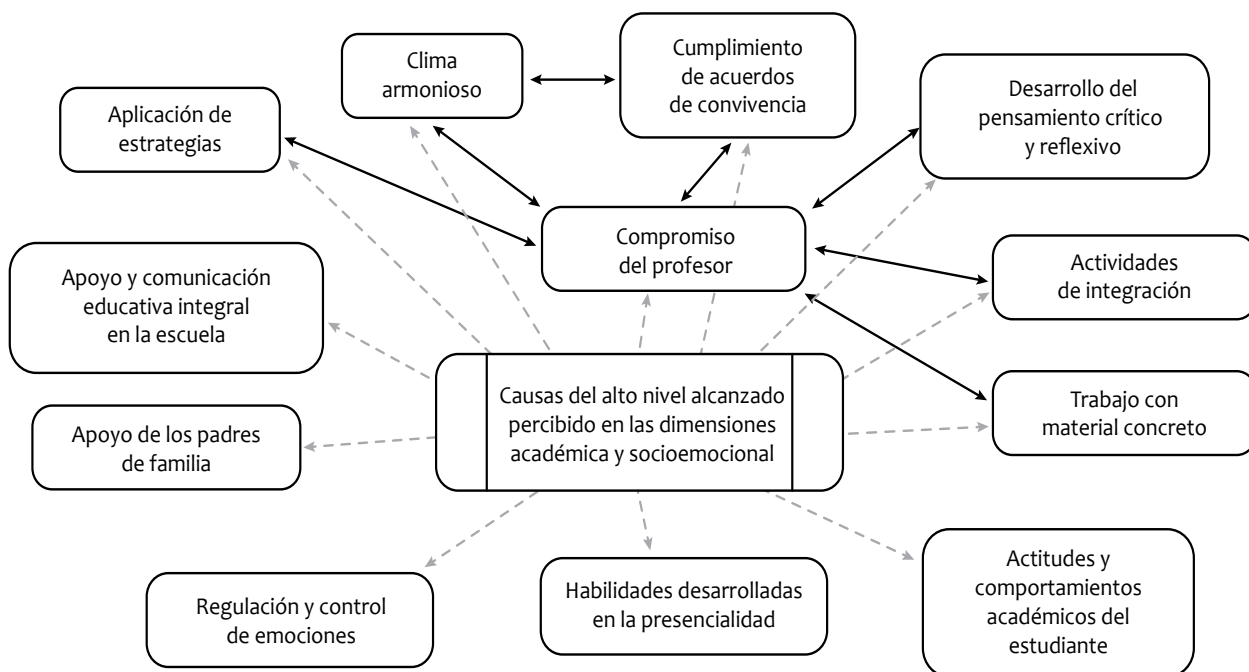 Clima
armonioso
Cumplimiento
de acuerdos
de convivencia
Desarrollo del
pensamiento crítico
y reflexivo
Aplicación de
estrategias
Compromiso
del profesor
Apoyo y comunicación
educativa integral
en la escuela
Actividades
de integración
Causas del alto nivel alcanzado
percibido en las dimensiones
académica y socioemocional
Trabajo con
material concreto
Apoyo de los padres
de familia
Regulación y control
de emociones
Habilidades desarrolladas
en la presencialidad
Actitudes y
comportamientos
académicos del
estudiante